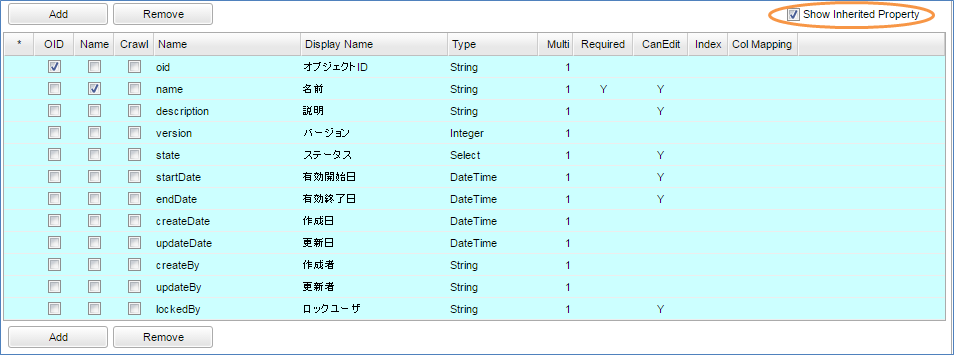 Add Remove Show Inherited Property
* OID Name Crawl Name Display Name Type Multi Required CanEdit Index Col Mapping
oid オブジェクトID String 1
name 名前 String 1 Y Y
description 説明 String 1 Y
version バージョン Integer 1
state ステータス Select 1 Y
startDate 有効開始日 DateTime 1 Y
endDate 有効終了日 DateTime 1 Y
createDate 作成日 DateTime 1
updateDate 更新日 DateTime 1
createBy 作成者 String 1
updateBy 更新者 String 1
lockedBy ロックユーザ String 1 Y
Add Remove